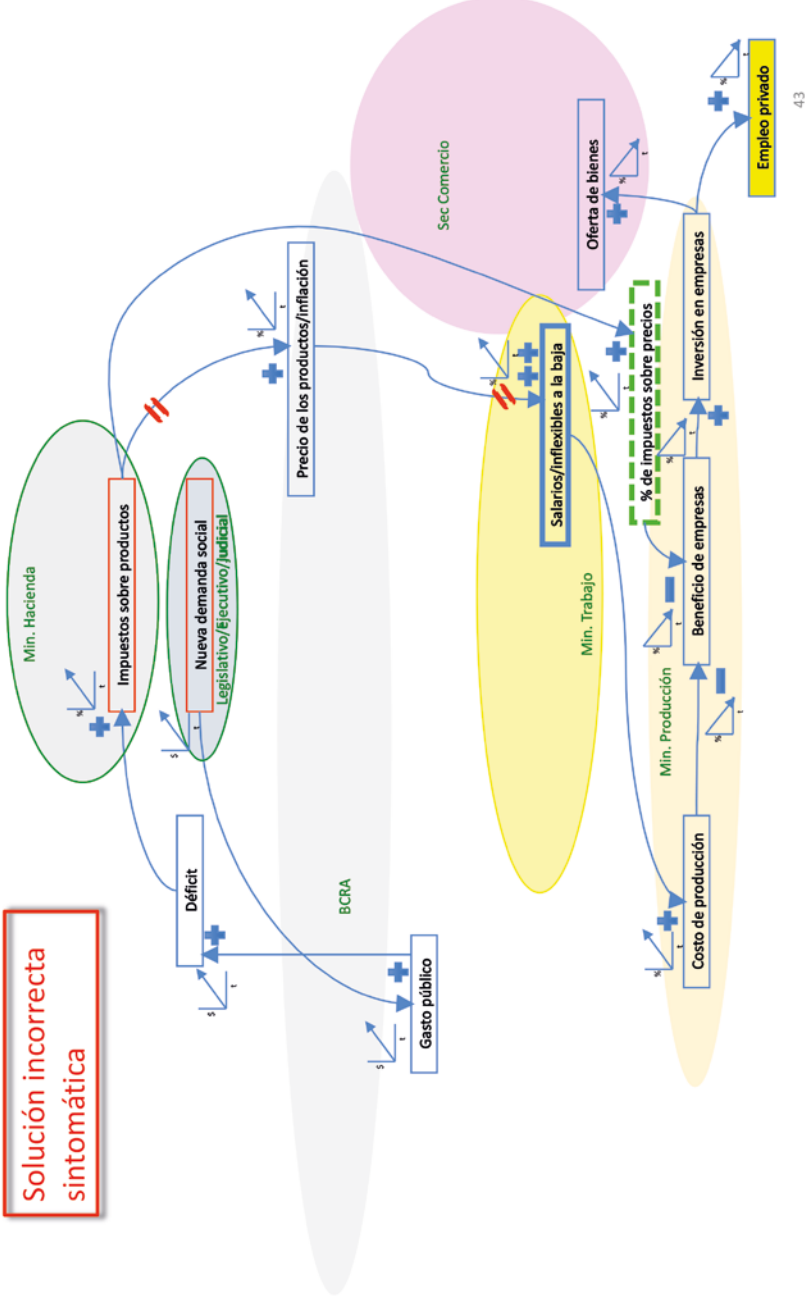 Solución incorrecta
sintomática
Min. Hacienda
%
t
Impuestos sobre productos
$
t
Déficit
$
t
Nueva demanda social
Legislativo/Ejecutivo/Judicial
%
t
Precio de los productos/inflación
BCRA
$
t
Gasto público
Sec Comercio
%
t
Salarios/inflexibles a la baja
Min. Trabajo
%
t
Oferta de bienes
%
t
% de impuestos sobre precios
Min. Producción
%
t
Costo de producción
%
t
%
t
Beneficio de empresas
%
t
Inversión en empresas
%
t
Empleo privado
43